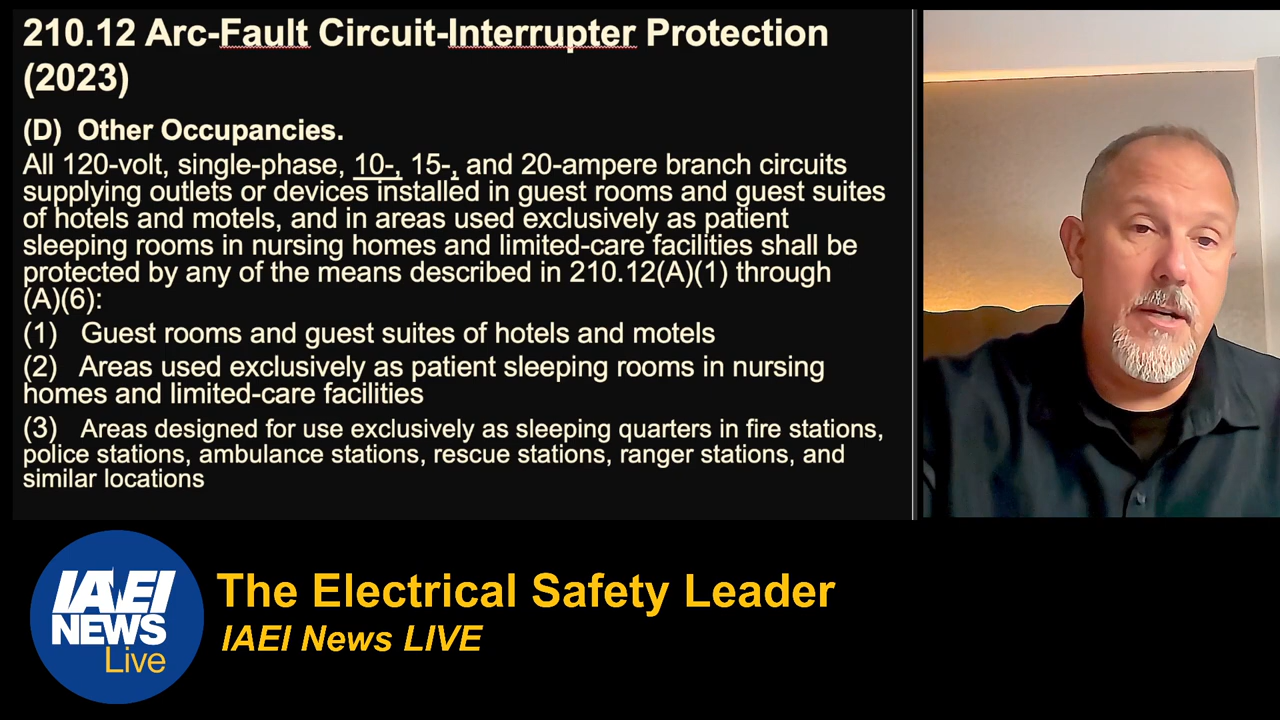 210.12 Arc-Fault Circuit-Interrupter Protection
(2023)
(D) Other Occupancies.
All 120-volt, single-phase, 10-, 15-, and 20-ampere branch circuits
supplying outlets or devices installed in guest rooms and guest suites
of hotels and motels, and in areas used exclusively as patient
sleeping rooms in nursing homes and limited-care facilities shall be
protected by any of the means described in 210.12(A)(1) through
(A)(6):
(1) Guest rooms and guest suites of hotels and motels
(2) Areas used exclusively as patient sleeping rooms in nursing
homes and limited-care facilities
(3) Areas designed for use exclusively as sleeping quarters in fire stations,
police stations, ambulance stations, rescue stations, ranger stations, and
similar locations
IAEI
NEWS
Live
The Electrical Safety Leader
IAEI News LIVE